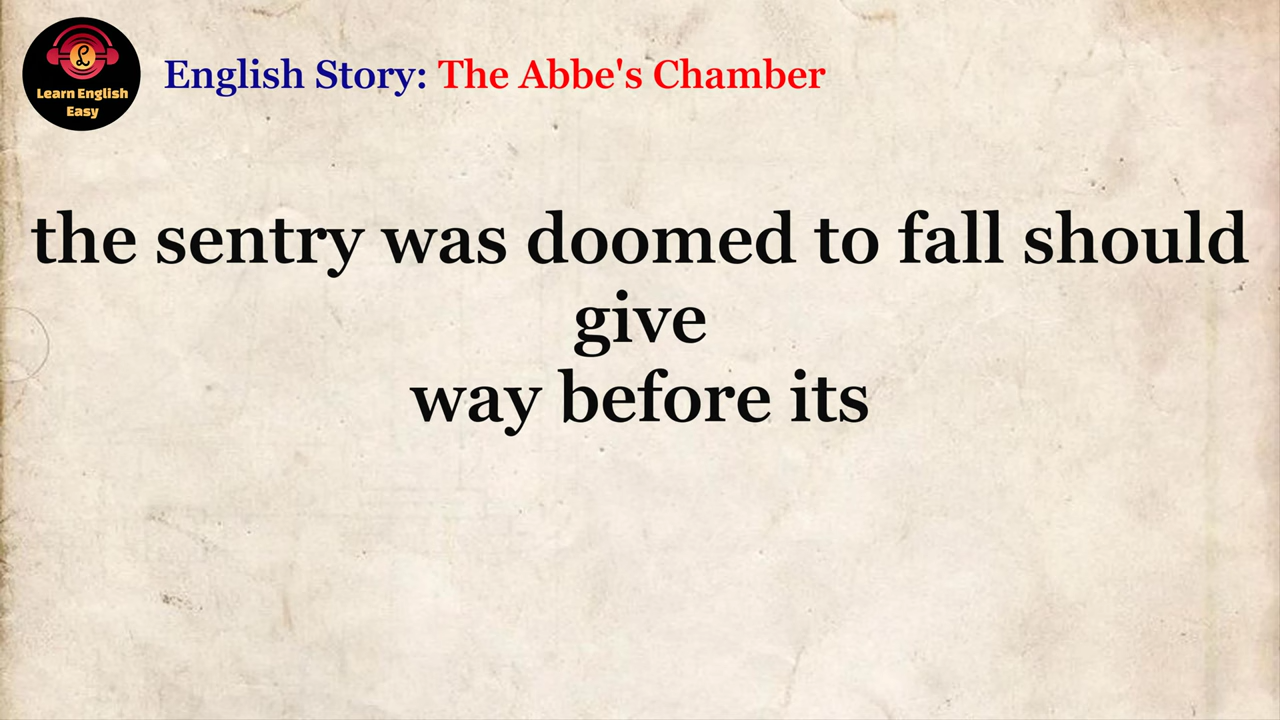 Learn English
Easy
English Story: The Abbe's Chamber
the sentry was doomed to fall should
give
way before its